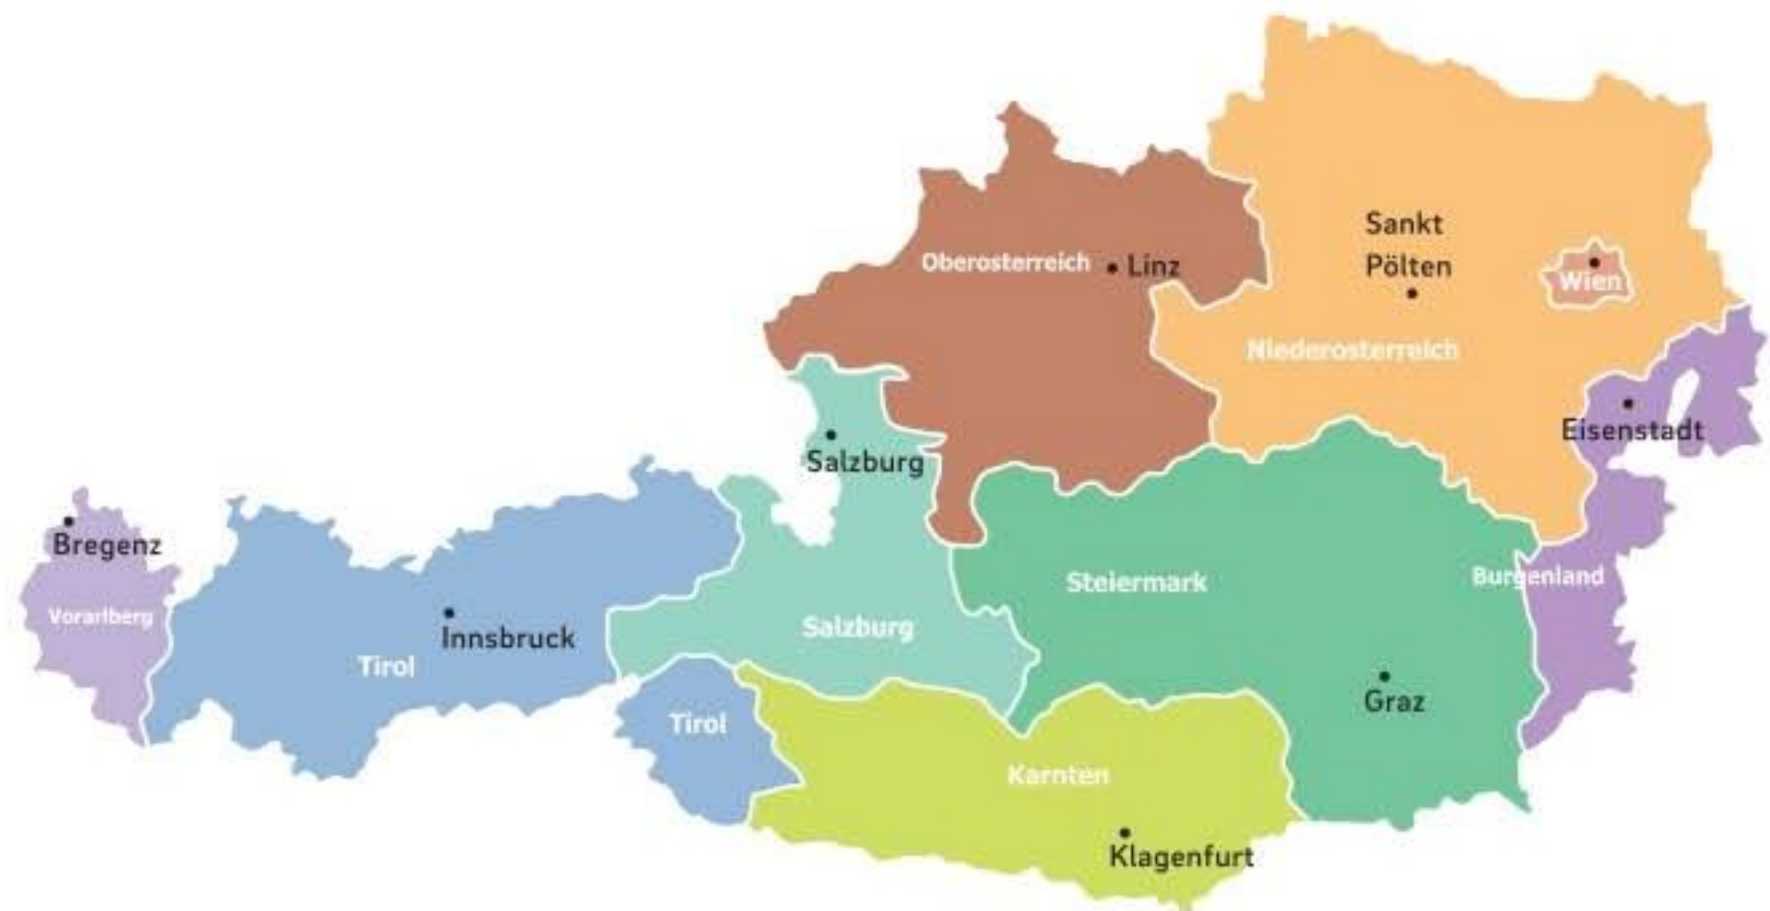 Sankt
Pölten
Oberosterreich
Linz
Wien
Niederosterreich
Eisenstadt
Salzburg
Bregenz
Steiermark
Burgenland
Vorarlberg
Salzburg
Innsbruck
Tirol
Graz
Tirol
Karnten
Klagenfurt